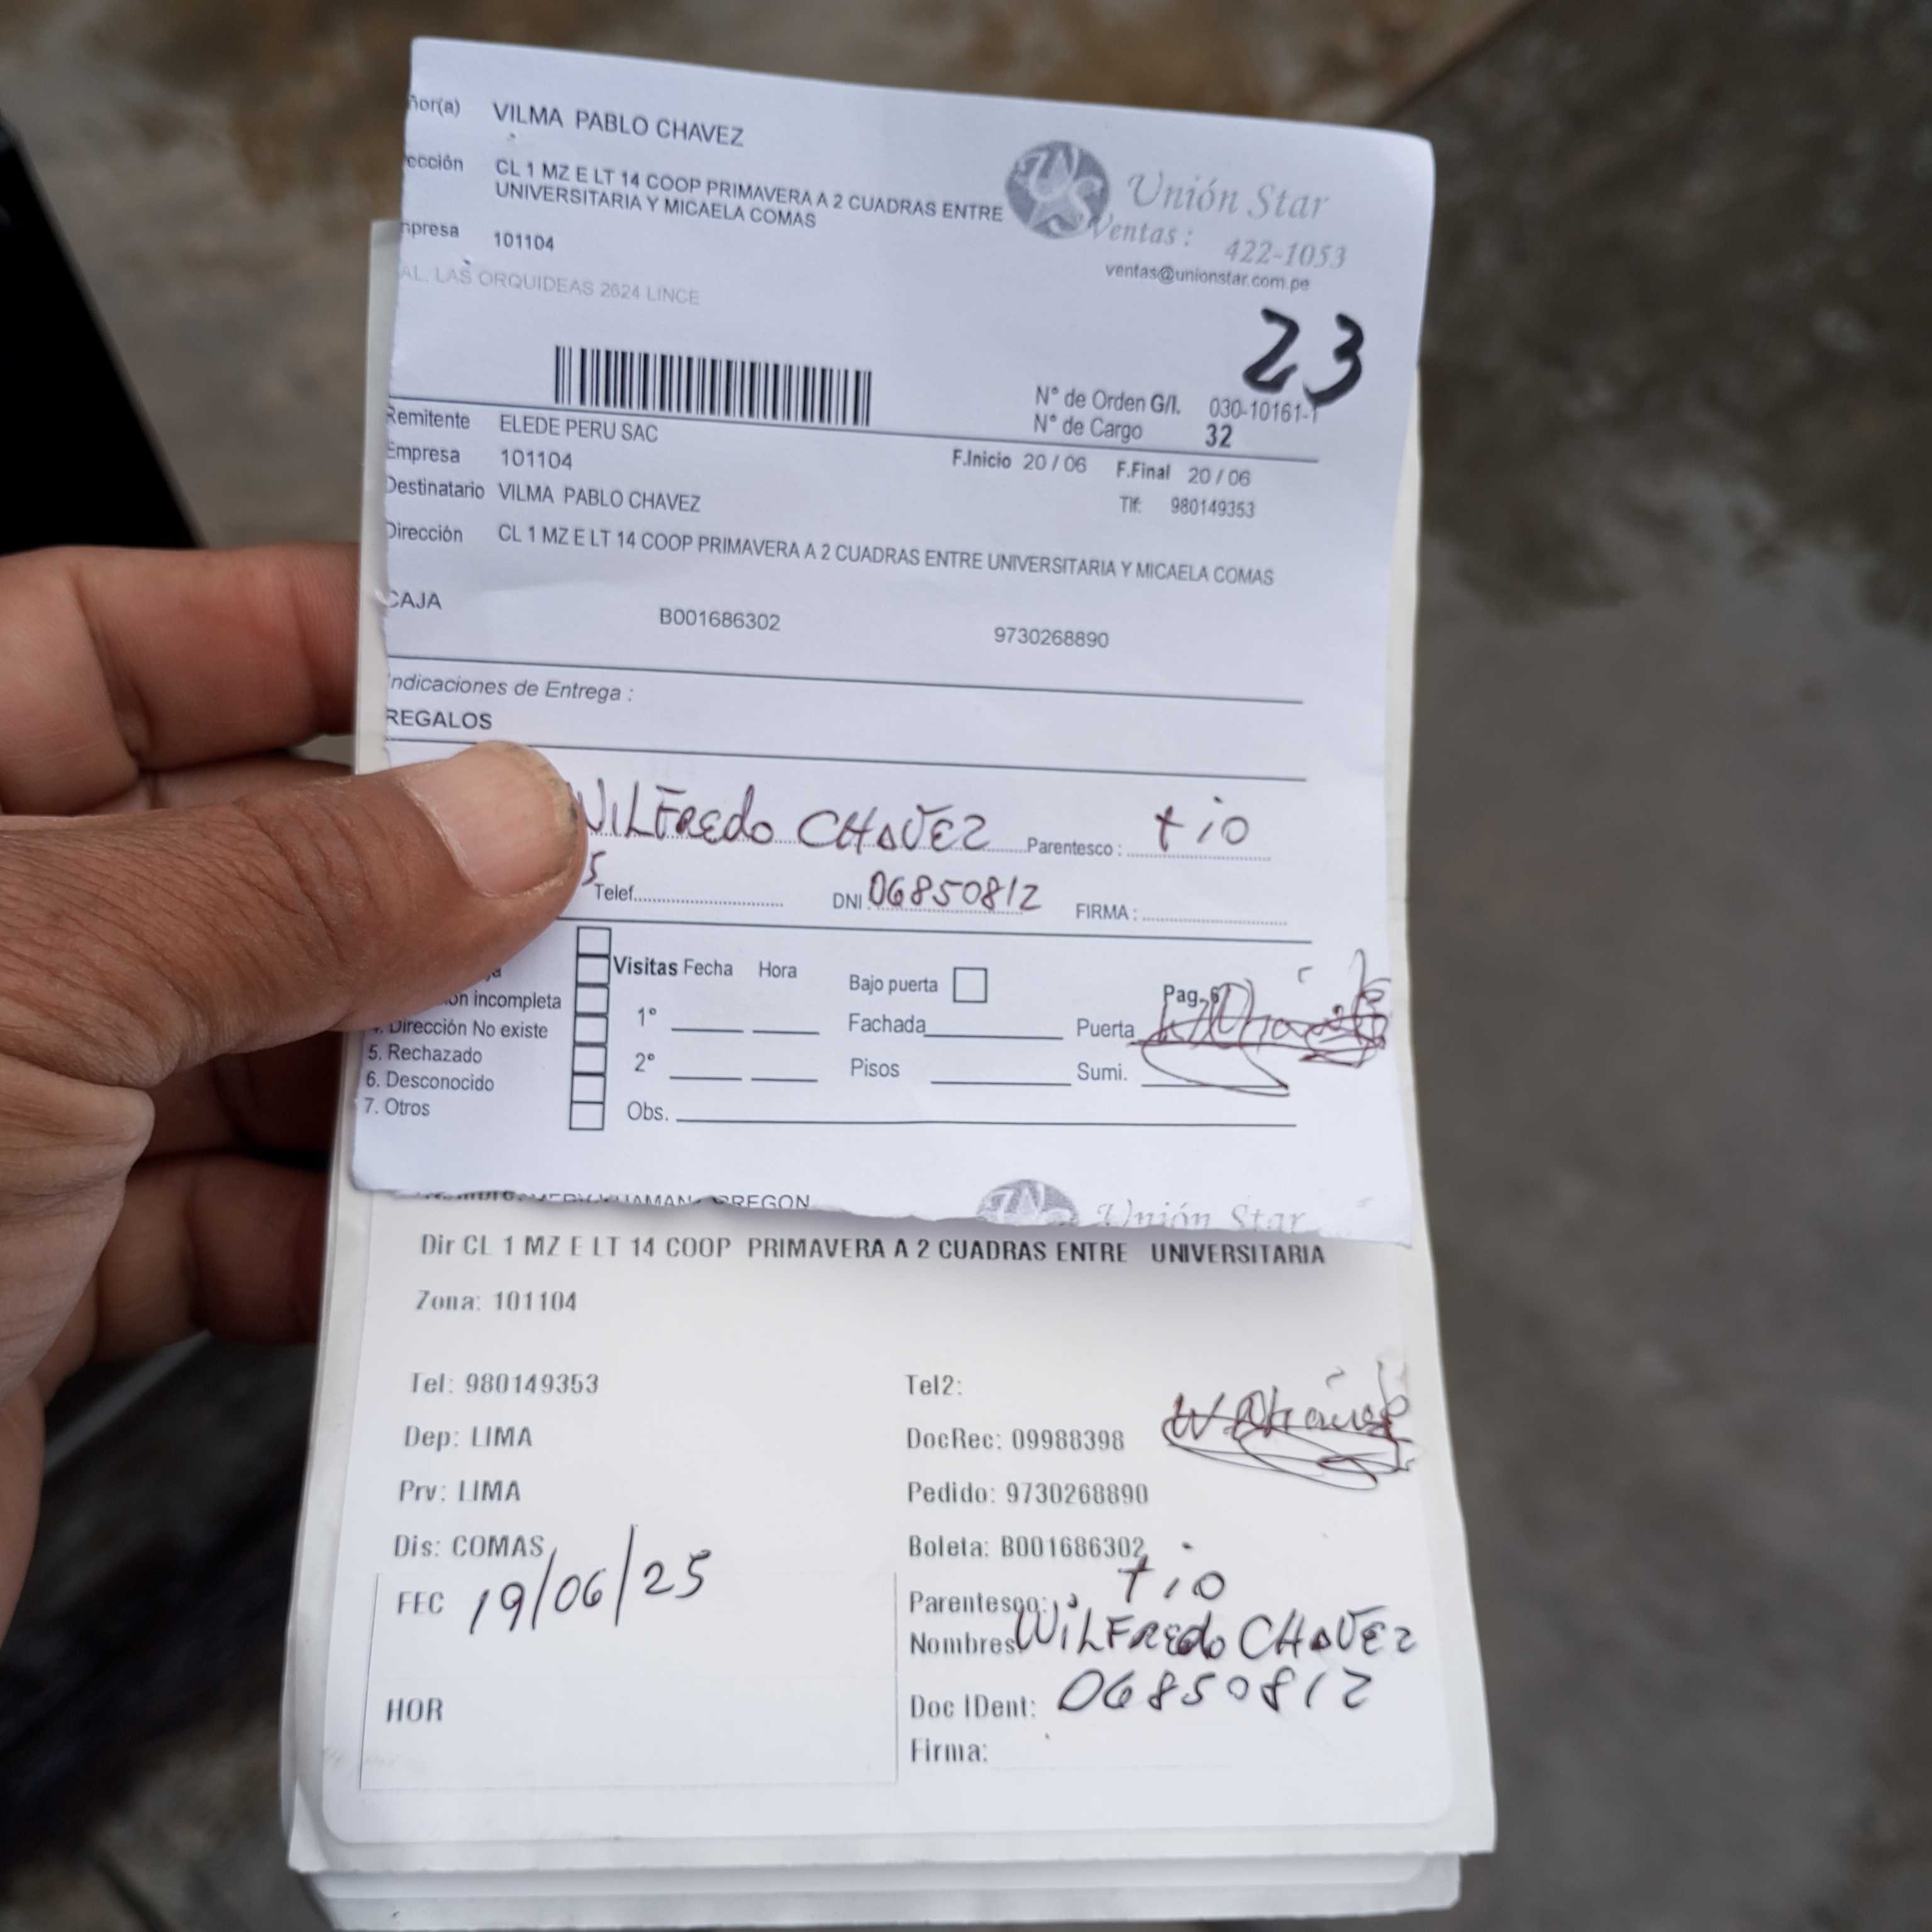 ñor(a) VILMA PABLO CHAVEZ
ección CL 1 MZ E LT 14 COOP PRIMAVERA A 2 CUADRAS ENTRE
UNIVERSITARIA Y MICAELA COMAS
npresa 101104
AL. LAS ORQUIDEAS 2624 LINCE
Unión Star
Ventas: 422-1053
ventas@unionstar.com.pe
23
N° de Orden G/I. 030-10161-1
N° de Cargo 32
Remitente ELEDE PERU SAC
Empresa 101104
F.Inicio 20 / 06 F.Final 20 / 06
Destinatario VILMA PABLO CHAVEZ
Tlf: 980149353
Dirección CL 1 MZ E LT 14 COOP PRIMAVERA A 2 CUADRAS ENTRE UNIVERSITARIA Y MICAELA COMAS
CAJA B001686302 9730268890
Indicaciones de Entrega :
REGALOS
WILFREDO CHAVEZ Parentesco : tio
5 Telef. DNI 06850812 FIRMA :
Visitas Fecha Hora Bajo puerta Pag.
on incompleta 1° Fachada Puerta
4. Dirección No existe
5. Rechazado 2° Pisos Sumi.
6. Desconocido
7. Otros Obs.
Unión Star
Dir CL 1 MZ E LT 14 COOP PRIMAVERA A 2 CUADRAS ENTRE UNIVERSITARIA
Zona: 101104
Tel: 980149353 Tel2:
Dep: LIMA DocRec: 09988398
Prv: LIMA Pedido: 9730268890
Dis: COMAS Boleta: B001686302
FEC 19/06/25 Parentesco: tio
Nombres: WILFREDO CHAVEZ
HOR Doc IDent: 06850812
Firma: